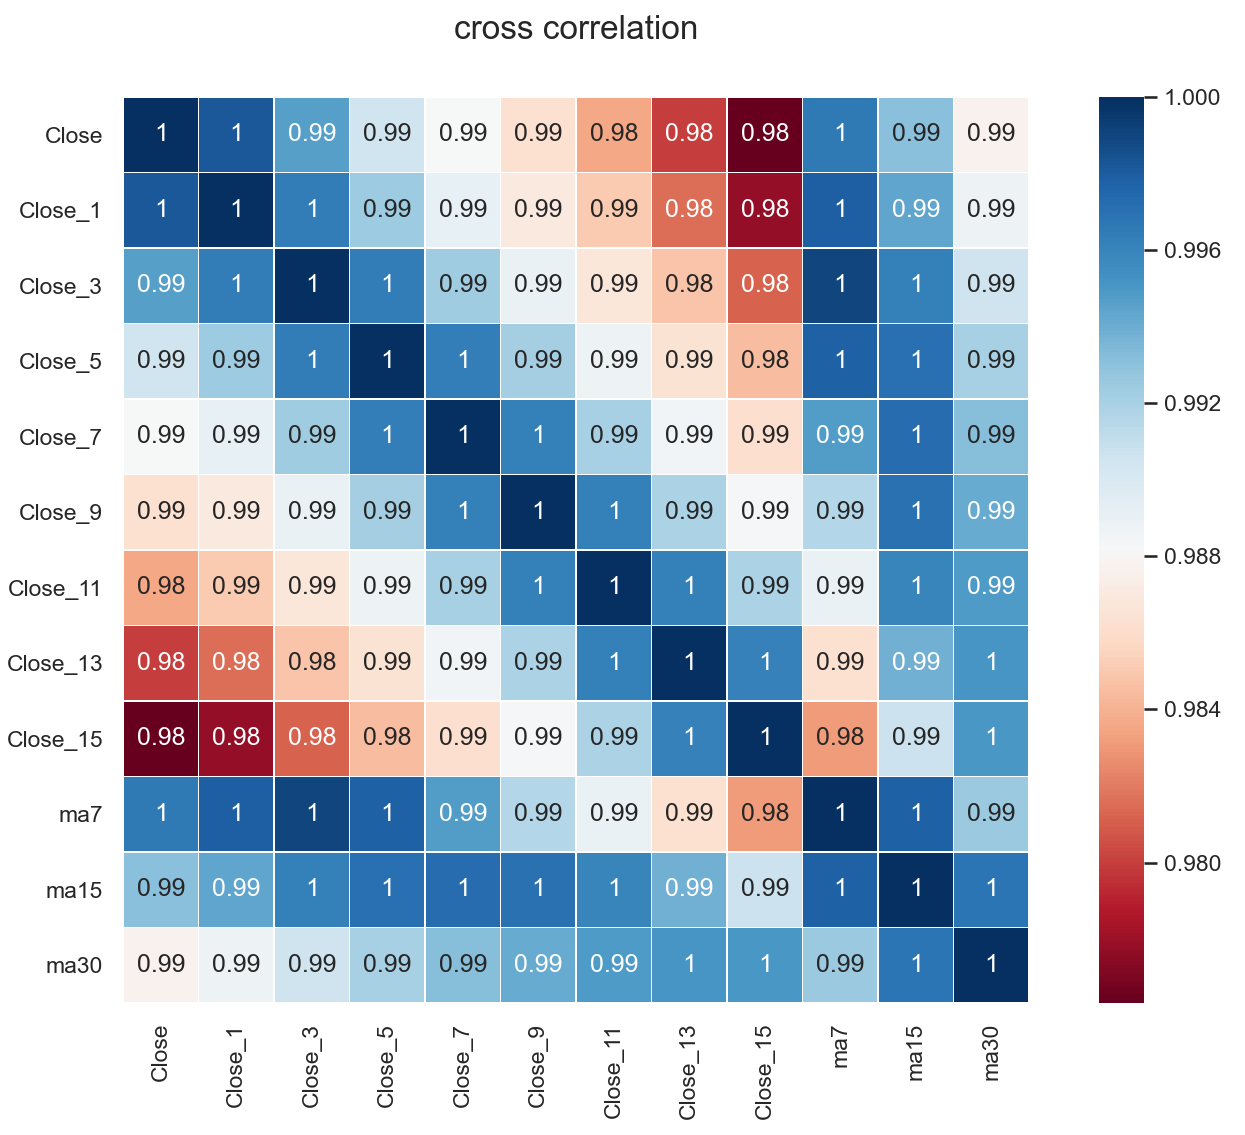 cross correlation
Close 1 1 0.99 0.99 0.99 0.99 0.98 0.98 0.98 1 0.99 0.99
Close_1 1 1 1 0.99 0.99 0.99 0.99 0.98 0.98 1 0.99 0.99
Close_3 0.99 1 1 1 0.99 0.99 0.99 0.98 0.98 1 1 0.99
Close_5 0.99 0.99 1 1 1 0.99 0.99 0.99 0.98 1 1 0.99
Close_7 0.99 0.99 0.99 1 1 1 0.99 0.99 0.99 0.99 1 0.99
Close_9 0.99 0.99 0.99 0.99 1 1 1 0.99 0.99 0.99 1 0.99
Close_11 0.98 0.99 0.99 0.99 0.99 1 1 1 0.99 0.99 1 0.99
Close_13 0.98 0.98 0.98 0.99 0.99 0.99 1 1 1 0.99 0.99 1
Close_15 0.98 0.98 0.98 0.98 0.99 0.99 0.99 1 1 0.98 0.99 1
ma7 1 1 1 1 0.99 0.99 0.99 0.99 0.98 1 1 0.99
ma15 0.99 0.99 1 1 1 1 1 0.99 0.99 1 1 1
ma30 0.99 0.99 0.99 0.99 0.99 0.99 0.99 1 1 0.99 1 1
Close Close_1 Close_3 Close_5 Close_7 Close_9 Close_11 Close_13 Close_15 ma7 ma15 ma30
1.000
0.996
0.992
0.988
0.984
0.980